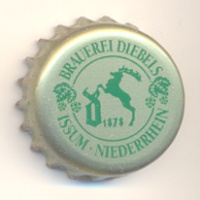 BRAUEREI DIEBELS
D
1878
ISSUM - NIEDERRHEIN